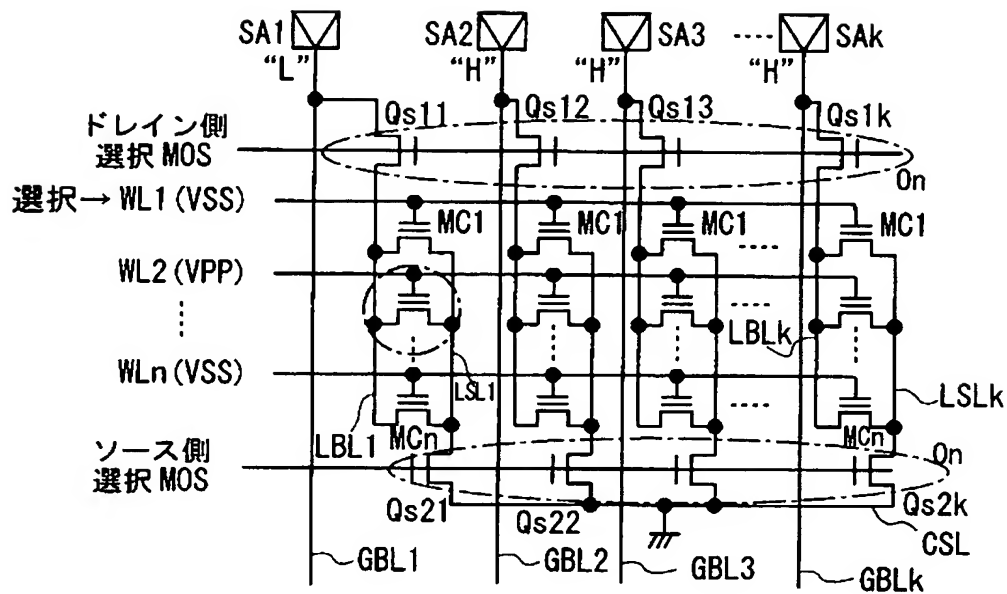 SA1 SA2 SA3 ····· SAk
“L” “H” “H” “H”
Qs11 Qs12 Qs13 Qs1k
ドレイン側
選択 MOS
On
選択→ WL1 (VSS)
MC1 MC1 MC1 ····· MC1
WL2 (VPP)
LBLk
WLn (VSS)
LSL1
LSLk
LBL1 MCn MCn
ソース側
選択 MOS
On
Qs21 Qs22 Qs2k
CSL
GBL1 GBL2 GBL3 GBLk